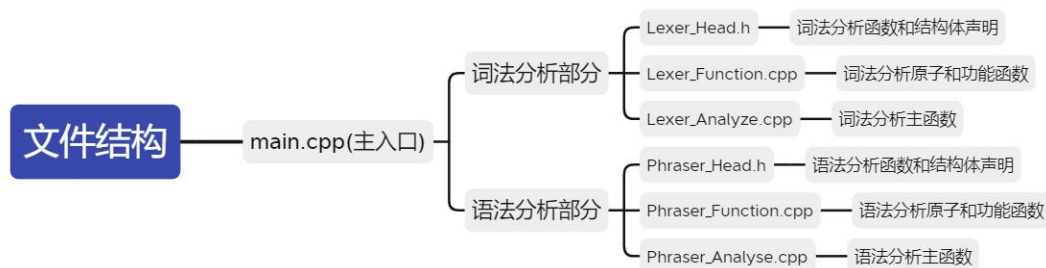 文件结构
main.cpp(主入口)
词法分析部分
Lexer_Head.h
词法分析函数和结构体声明
Lexer_Function.cpp
词法分析原子和功能函数
Lexer_Analyze.cpp
词法分析主函数
语法分析部分
Phraser_Head.h
语法分析函数和结构体声明
Phraser_Function.cpp
语法分析原子和功能函数
Phraser_Analyse.cpp
语法分析主函数